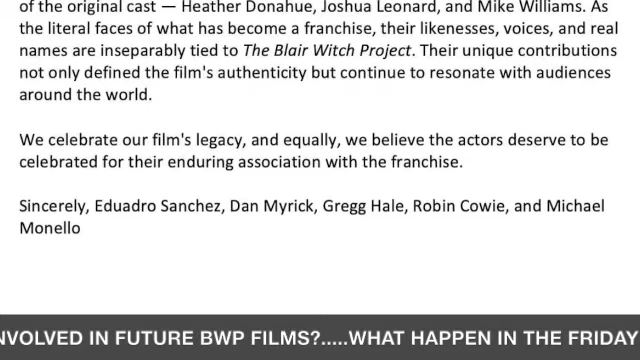 of the original cast — Heather Donahue, Joshua Leonard, and Mike Williams. As
the literal faces of what has become a franchise, their likenesses, voices, and real
names are inseparably tied to The Blair Witch Project. Their unique contributions
not only defined the film's authenticity but continue to resonate with audiences
around the world.
We celebrate our film's legacy, and equally, we believe the actors deserve to be
celebrated for their enduring association with the franchise.
Sincerely, Eduadro Sanchez, Dan Myrick, Gregg Hale, Robin Cowie, and Michael
Monello
NVOLVED IN FUTURE BWP FILMS?.....WHAT HAPPEN IN THE FRIDAY